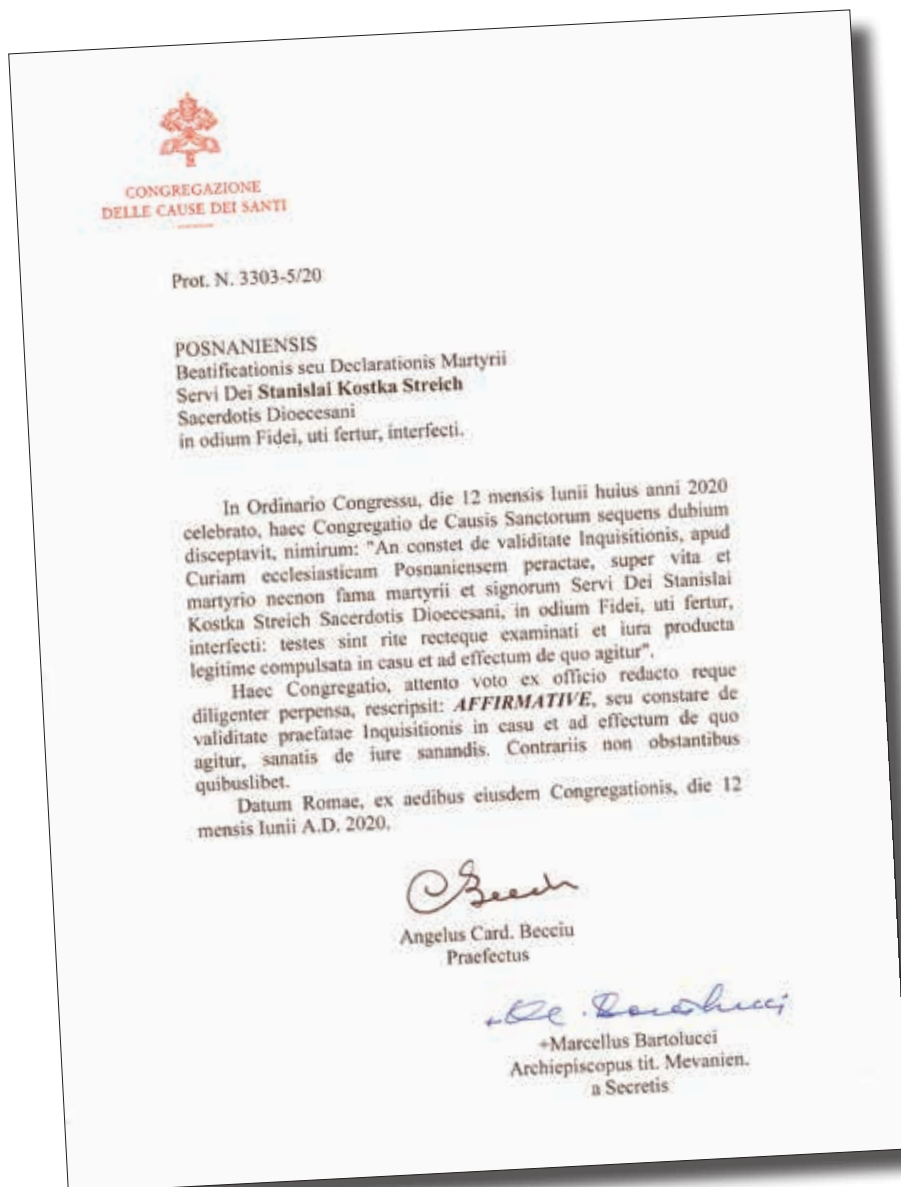 CONGREGAZIONE
DELLE CAUSE DEI SANTI
Prot. N. 3303-5/20
POSNANIENSIS
Beatificationis seu Declarationis Martyrii
Servi Dei Stanislai Kostka Streich
Sacerdotis Dioecesani
in odium Fidei, uti fertur, interfecti.
In Ordinario Congressu, die 12 mensis Iunii huius anni 2020
celebrato, haec Congregatio de Causis Sanctorum sequens dubium
disceptavit, nimirum: "An constet de validitate Inquisitionis, apud
Curiam ecclesiasticam Posnaniensem peractae, super vita et
martyrio necnon fama martyrii et signorum Servi Dei Stanislai
Kostka Streich Sacerdotis Dioecesani, in odium Fidei, uti fertur,
interfecti: testes sint rite recteque examinati et iura producta
legitime compulsata in casu et ad effectum de quo agitur".
Haec Congregatio, attento voto ex officio redacto reque
diligenter perpensa, rescripsit: AFFIRMATIVE, seu constare de
validitate praefatae Inquisitionis in casu et ad effectum de quo
agitur, sanatis de iure sanandis. Contrariis non obstantibus
quibuslibet.
Datum Romae, ex aedibus eiusdem Congregationis, die 12
mensis Iunii A.D. 2020.
Angelus Card. Becciu
Praefectus
+Marcellus Bartolucci
Archiepiscopus tit. Mevanien.
a Secretis